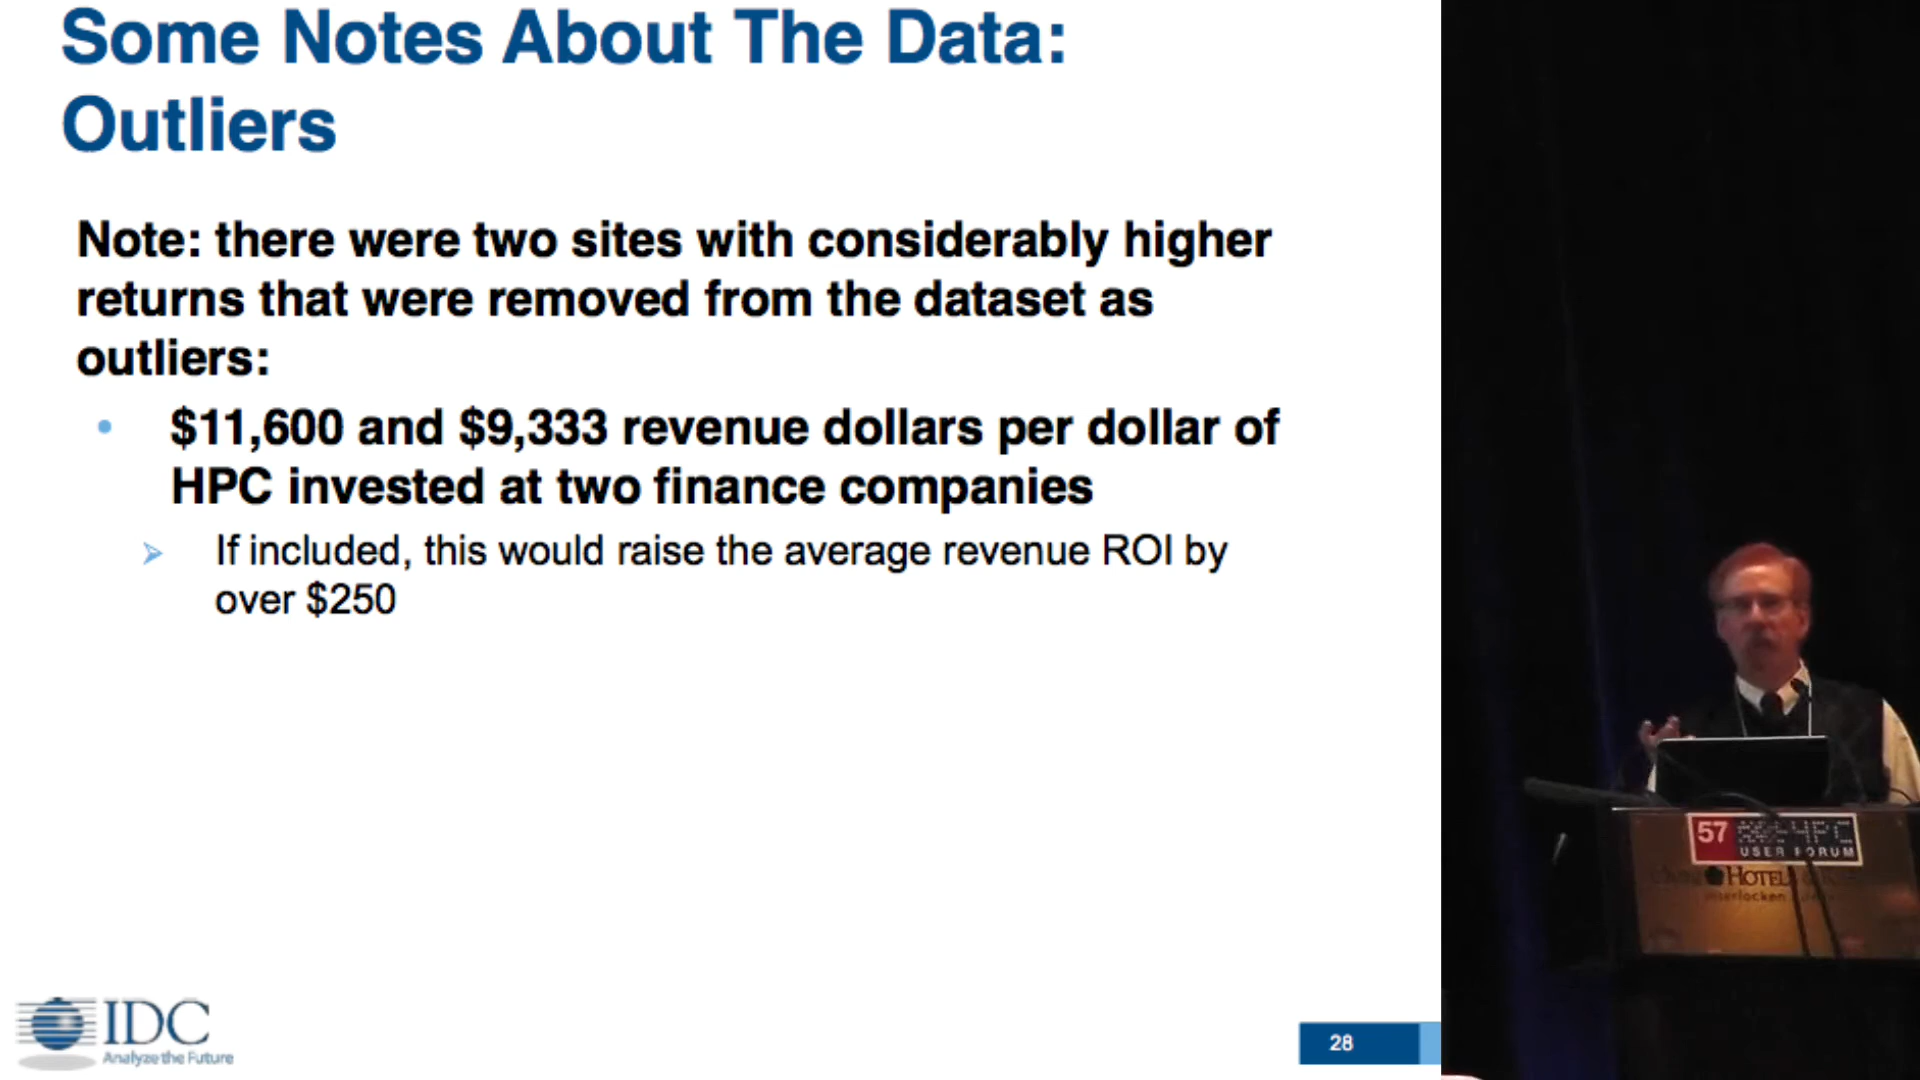 Some Notes About The Data:
Outliers
Note: there were two sites with considerably higher
returns that were removed from the dataset as
outliers:
• $11,600 and $9,333 revenue dollars per dollar of
HPC invested at two finance companies
➢ If included, this would raise the average revenue ROI by
over $250
IDC
Analyze the Future
28
57
HPC
USER FORUM
HOTEL